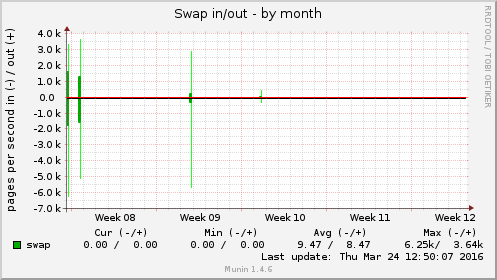 Swap in/out - by month
RRDTOOL / TOBI OETIKER
pages per second in (-) / out (+)
4.0 k
3.0 k
2.0 k
1.0 k
0.0
-1.0 k
-2.0 k
-3.0 k
-4.0 k
-5.0 k
-6.0 k
-7.0 k
Week 08 Week 09 Week 10 Week 11 Week 12
Cur (-/+) Min (-/+) Avg (-/+) Max (-/+)
swap 0.00 / 0.00 0.00 / 0.00 9.47 / 8.47 6.25k/ 3.64k
Last update: Thu Mar 24 12:50:07 2016
Munin 1.4.6